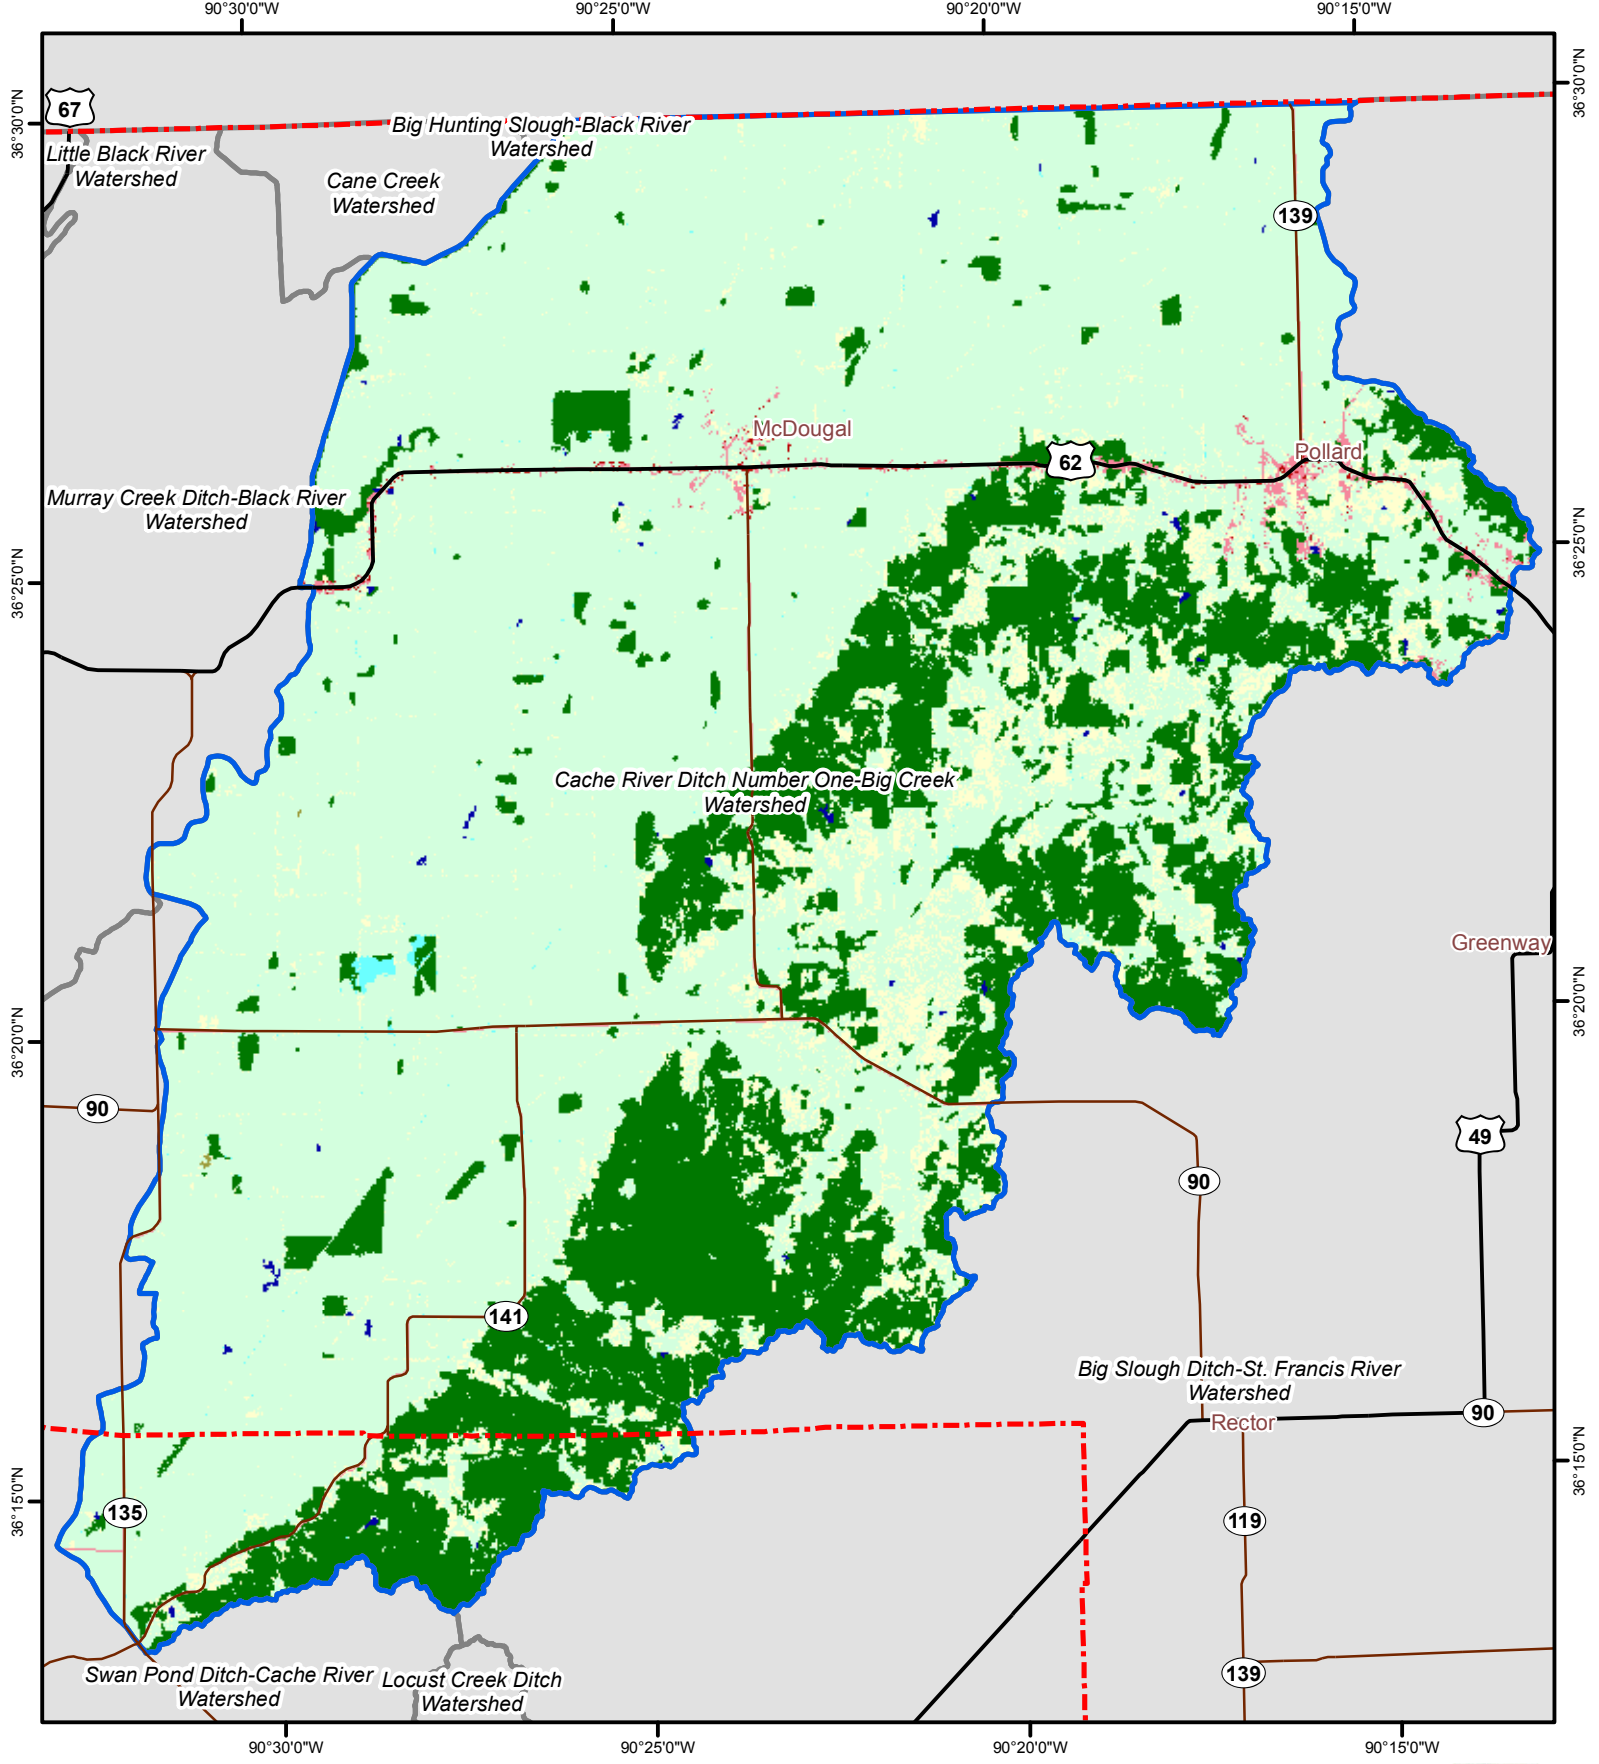 90°30'0"W
90°25'0"W
90°20'0"W
90°15'0"W
36°30'0"N
36°30'0"N
67
Big Hunting Slough-Black River
Watershed
Little Black River
Watershed
Cane Creek
Watershed
139
McDougal
Pollard
62
Murray Creek Ditch-Black River
Watershed
36°25'0"N
36°25'0"N
Cache River Ditch Number One-Big Creek
Watershed
Greenway
36°20'0"N
36°20'0"N
90
49
90
141
Big Slough Ditch-St. Francis River
Watershed
Rector
90
36°15'0"N
36°15'0"N
135
119
139
Swan Pond Ditch-Cache River
Watershed
Locust Creek Ditch
Watershed
90°30'0"W
90°25'0"W
90°20'0"W
90°15'0"W